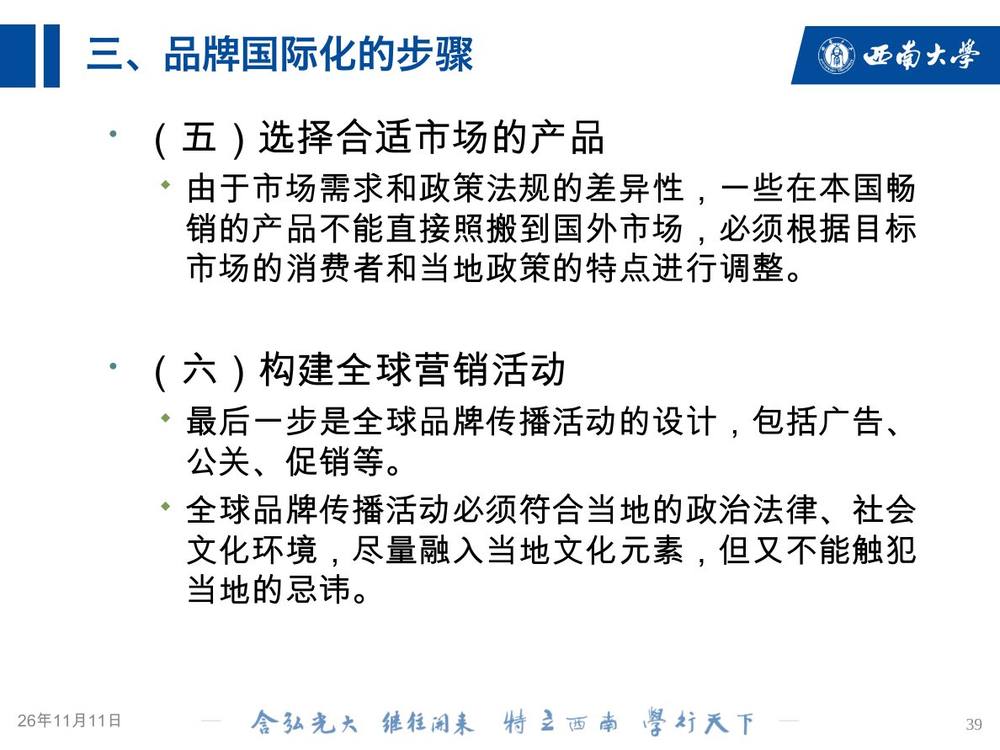 三、品牌国际化的步骤
西南大学
（五）选择合适市场的产品
由于市场需求和政策法规的差异性，一些在本国畅
销的产品不能直接照搬到国外市场，必须根据目标
市场的消费者和当地政策的特点进行调整。
（六）构建全球营销活动
最后一步是全球品牌传播活动的设计，包括广告、
公关、促销等。
全球品牌传播活动必须符合当地的政治法律、社会
文化环境，尽量融入当地文化元素，但又不能触犯
当地的忌讳。
26年11月11日
含弘光大 继往开来 特立西南 學行天下
39